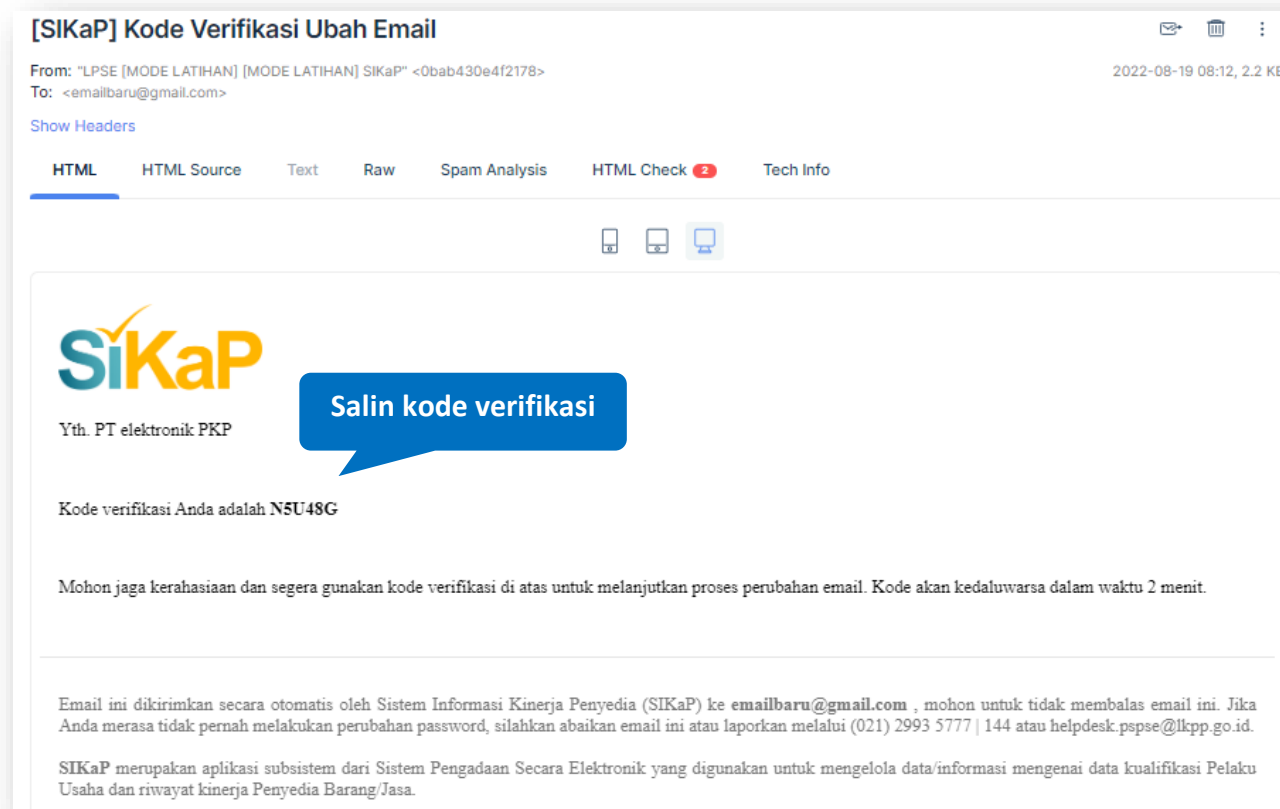 [SIKaP] Kode Verifikasi Ubah Email
From: "LPSE [MODE LATIHAN] [MODE LATIHAN] SIKaP" <0bab430e4f2178>
2022-08-19 08:12, 2.2 KB
To: <emailbaru@gmail.com>
Show Headers
HTML HTML Source Text Raw Spam Analysis HTML Check 2 Tech Info
SiKaP
Salin kode verifikasi
Yth. PT elektronik PKP
Kode verifikasi Anda adalah N5U48G
Mohon jaga kerahasiaan dan segera gunakan kode verifikasi di atas untuk melanjutkan proses perubahan email. Kode akan kedaluwarsa dalam waktu 2 menit.
Email ini dikirimkan secara otomatis oleh Sistem Informasi Kinerja Penyedia (SIKaP) ke emailbaru@gmail.com , mohon untuk tidak membalas email ini. Jika
Anda merasa tidak pernah melakukan perubahan password, silahkan abaikan email ini atau laporkan melalui (021) 2993 5777 | 144 atau helpdesk.pspse@lkpp.go.id.
SIKaP merupakan aplikasi subsistem dari Sistem Pengadaan Secara Elektronik yang digunakan untuk mengelola data/informasi mengenai data kualifikasi Pelaku
Usaha dan riwayat kinerja Penyedia Barang/Jasa.